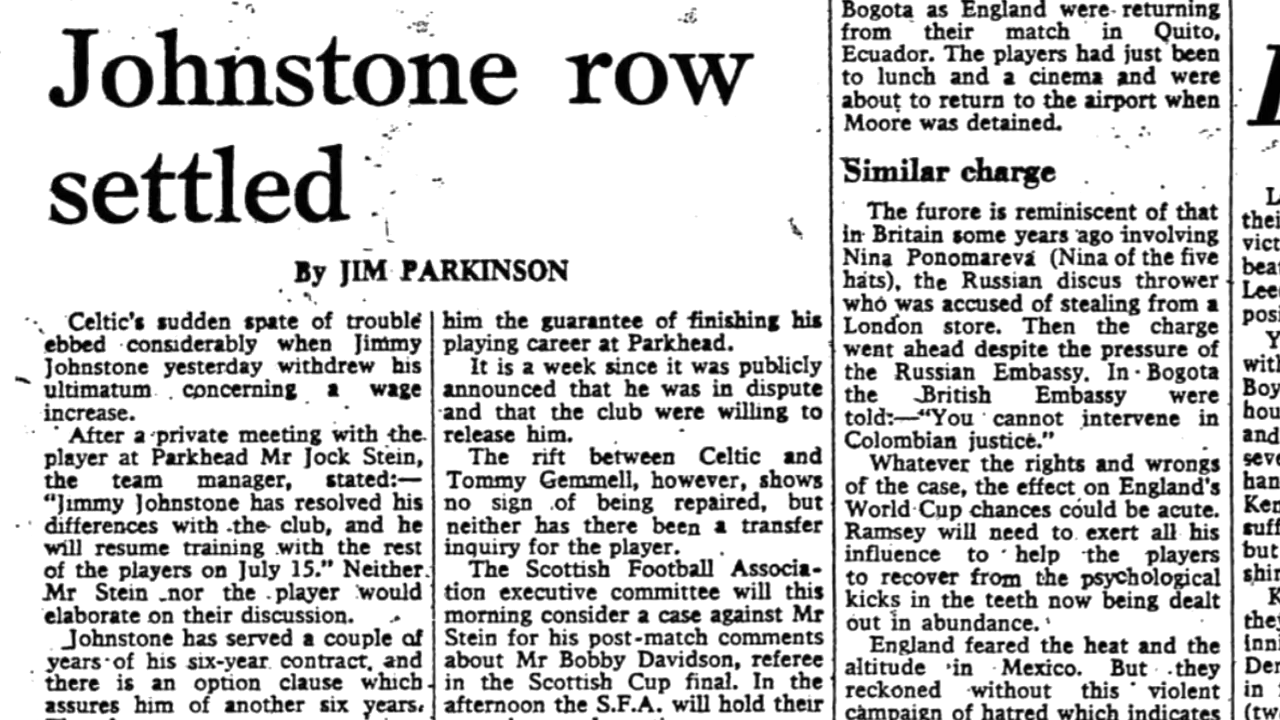 Johnstone row
settled
By JIM PARKINSON
Celtic's sudden spate of trouble
ebbed considerably when Jimmy
Johnstone yesterday withdrew his
ultimatum concerning a wage
increase.
After a private meeting with the
player at Parkhead Mr Jock Stein,
the team manager, stated:—
"Jimmy Johnstone has resolved his
differences with the club, and he
will resume training with the rest
of the players on July 15." Neither
Mr Stein nor the player would
elaborate on their discussion.
Johnstone has served a couple of
years of his six-year contract, and
there is an option clause which
assures him of another six years.
him the guarantee of finishing his
playing career at Parkhead.
It is a week since it was publicly
announced that he was in dispute
and that the club were willing to
release him.
The rift between Celtic and
Tommy Gemmell, however, shows
no sign of being repaired, but
neither has there been a transfer
inquiry for the player.
The Scottish Football Associa-
tion executive committee will this
morning consider a case against Mr
Stein for his post-match comments
about Mr Bobby Davidson, referee
in the Scottish Cup final. In the
afternoon the S.F.A. will hold their
Bogota as England were returning
from their match in Quito,
Ecuador. The players had just been
to lunch and a cinema and were
about to return to the airport when
Moore was detained.
Similar charge
The furore is reminiscent of that
in Britain some years ago involving
Nina Ponomareva (Nina of the five
hats), the Russian discus thrower
who was accused of stealing from a
London store. Then the charge
went ahead despite the pressure of
the Russian Embassy. In Bogota
the British Embassy were
told:—"You cannot intervene in
Colombian justice."
Whatever the rights and wrongs
of the case, the effect on England's
World Cup chances could be acute.
Ramsey will need to exert all his
influence to help the players
to recover from the psychological
kicks in the teeth now being dealt
out in abundance.
England feared the heat and the
altitude in Mexico. But they
reckoned without this violent
campaign of hatred which indicates